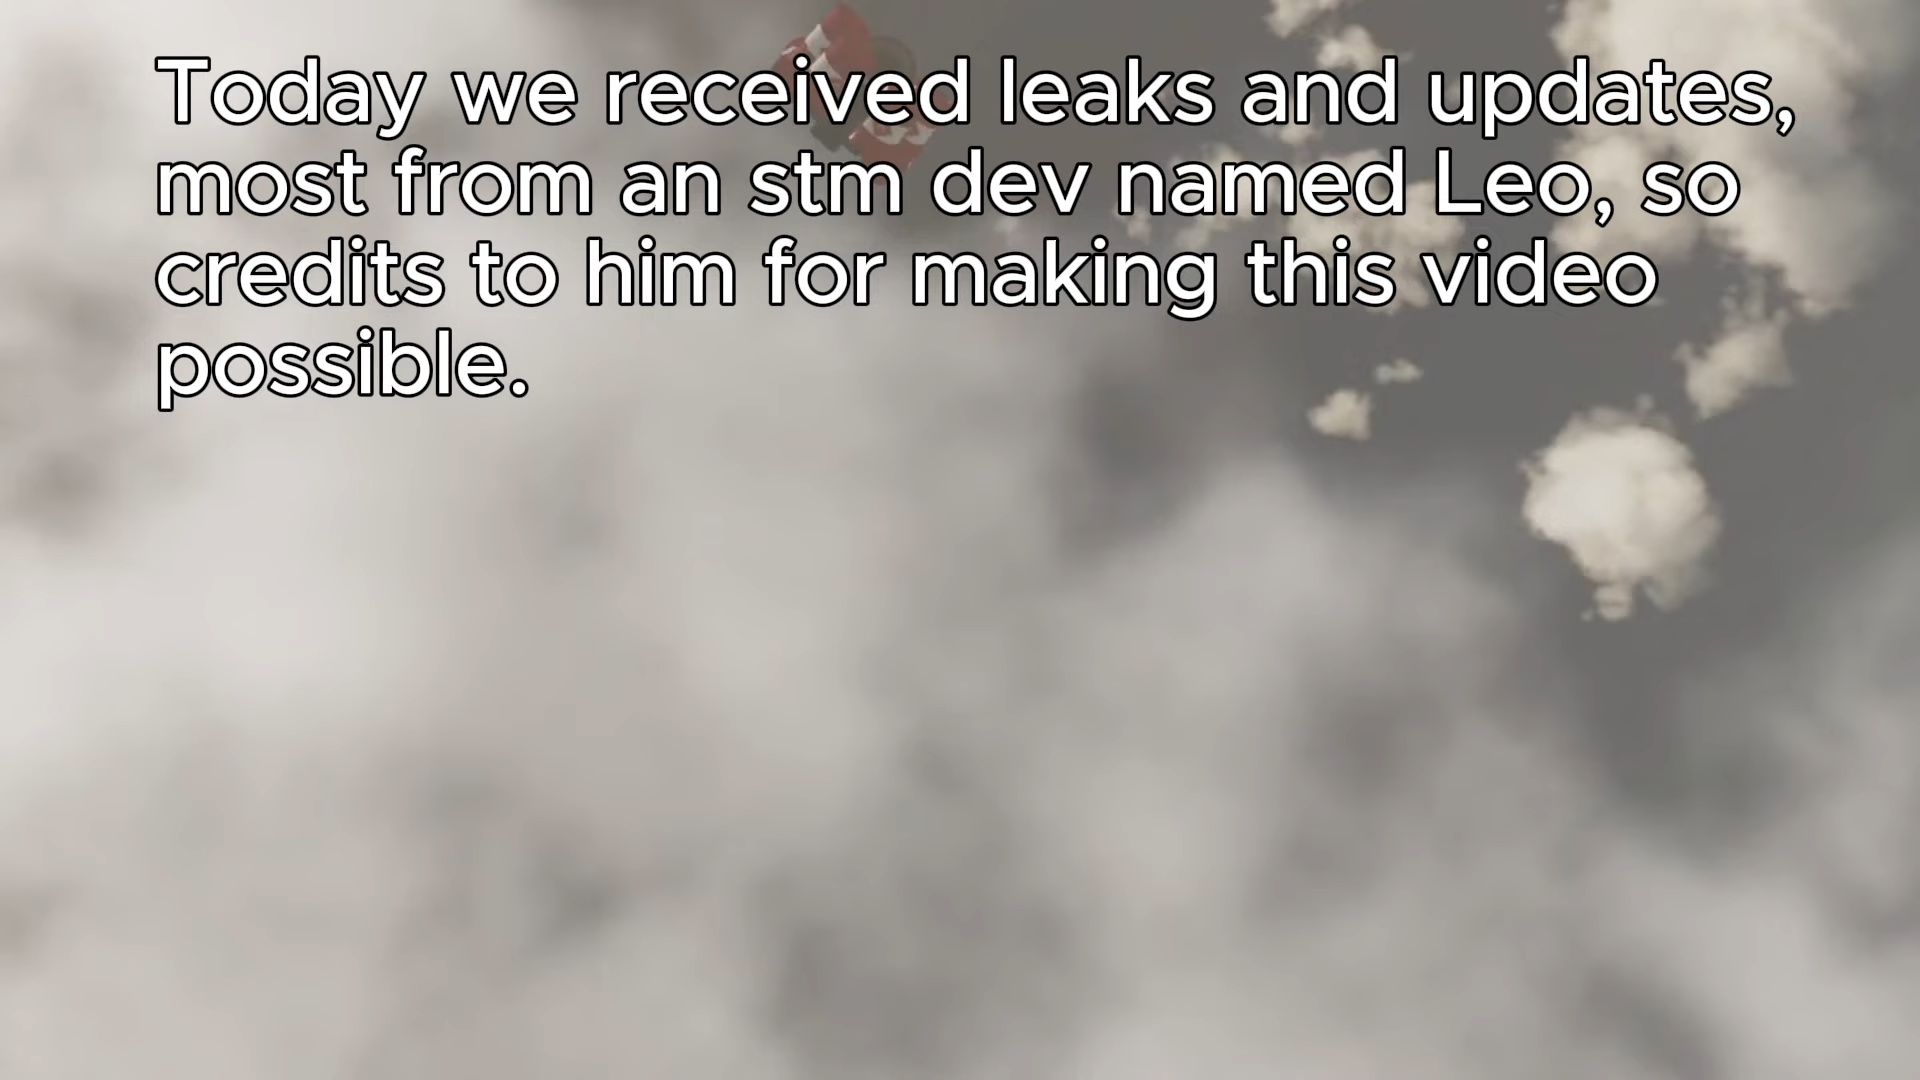 Today we received leaks and updates,
most from an stm dev named Leo, so
credits to him for making this video
possible.